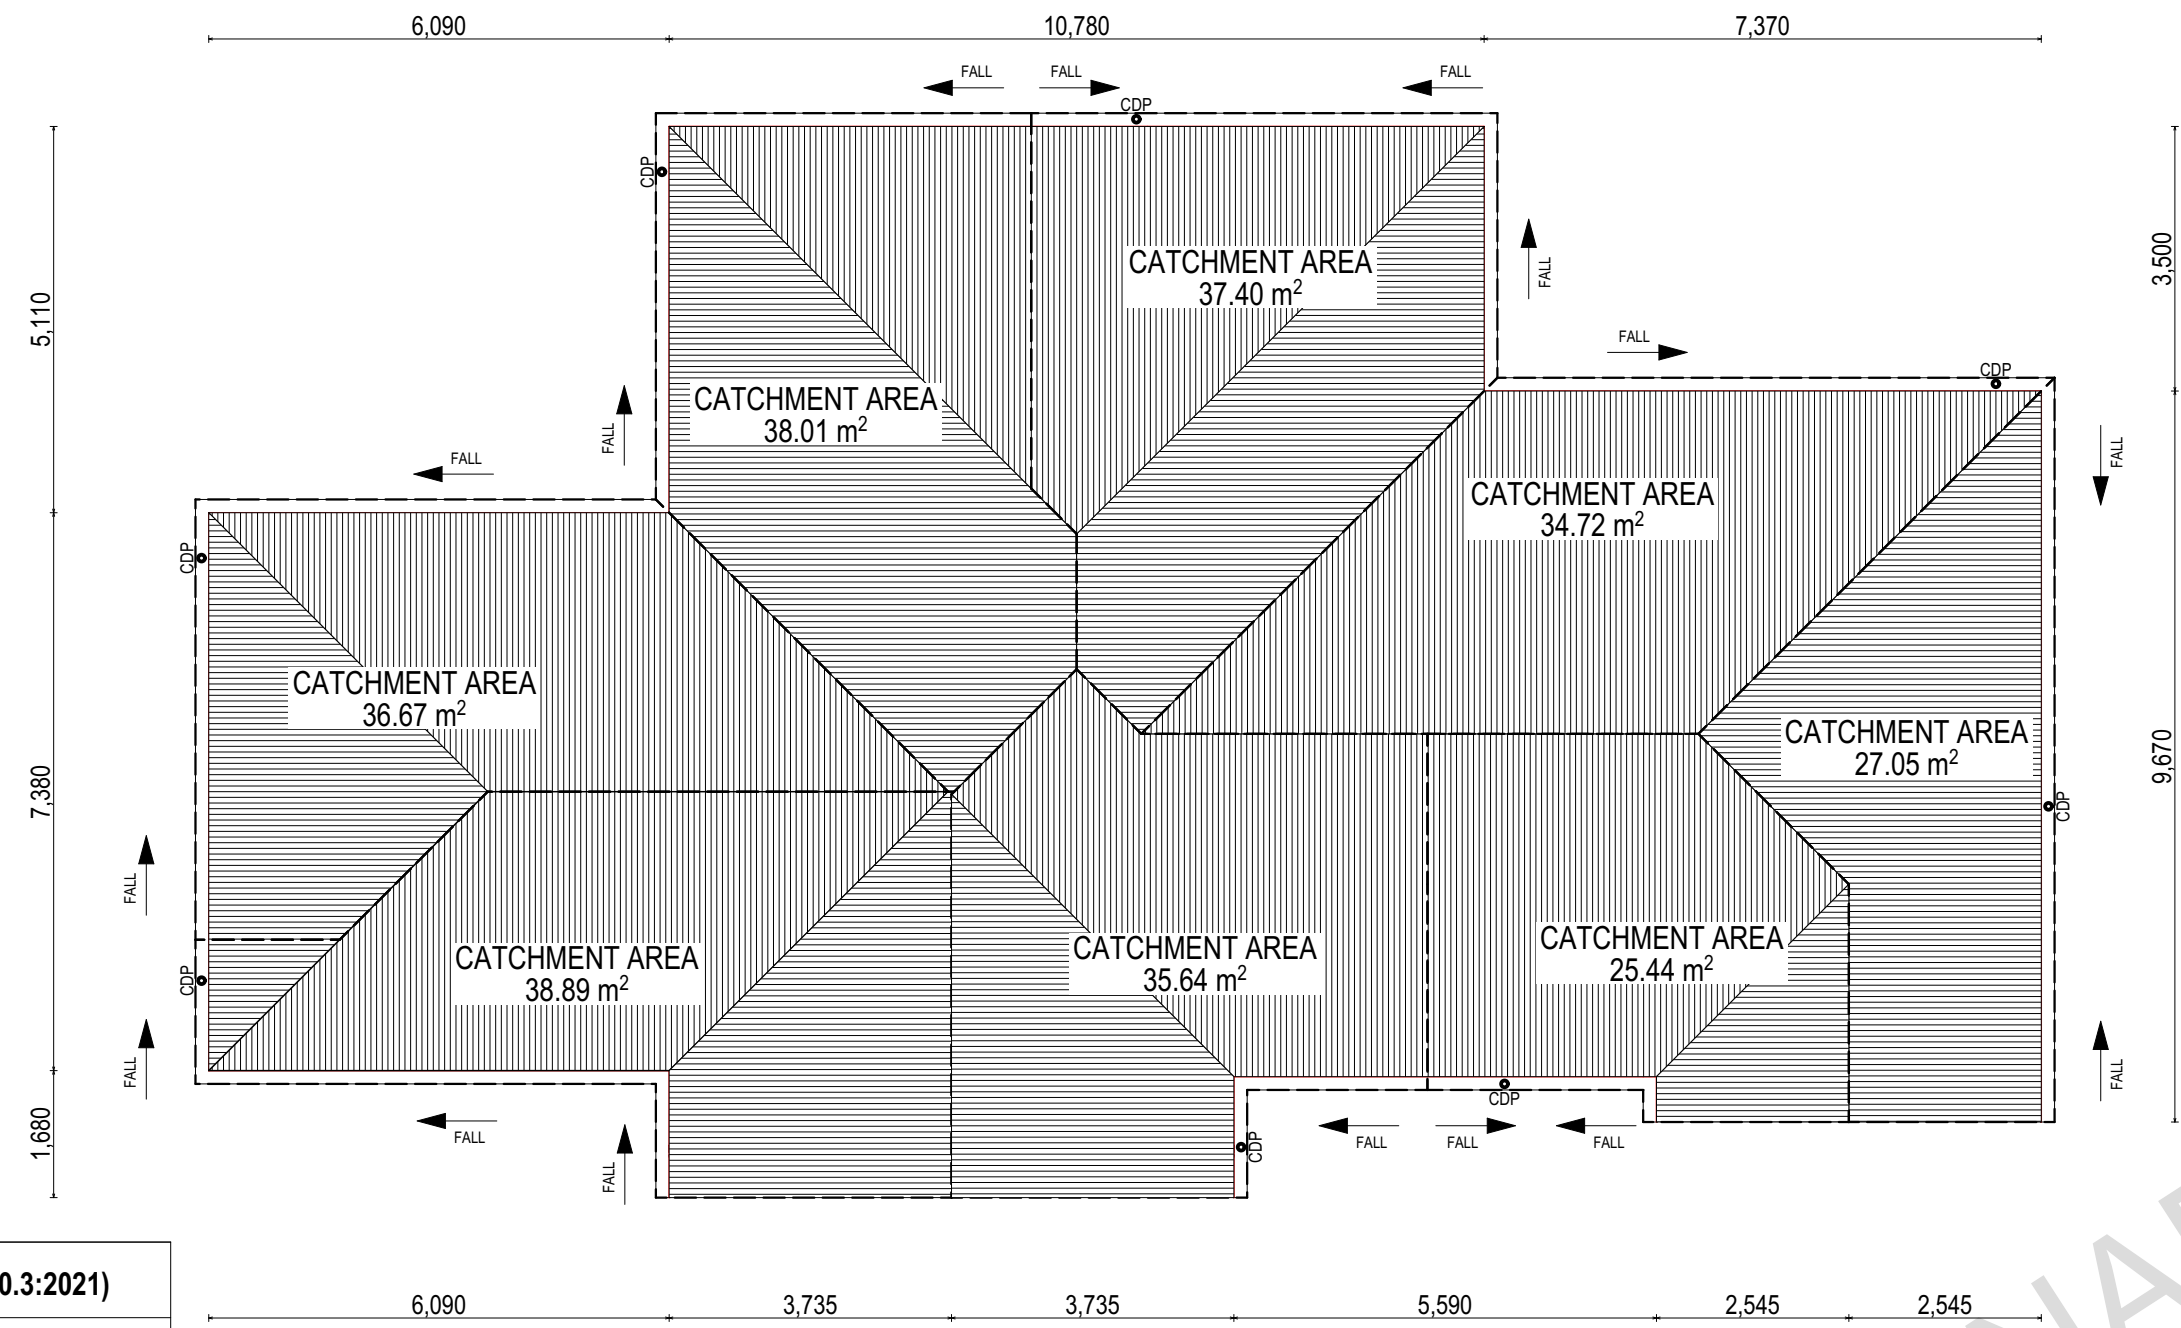 6,090
10,780
7,370
FALL
FALL
FALL
CDP
CDP
5,110
3,500
CATCHMENT AREA
37.40 m²
FALL
FALL
CDP
CATCHMENT AREA
38.01 m²
FALL
FALL
FALL
CATCHMENT AREA
34.72 m²
CDP
CATCHMENT AREA
36.67 m²
CATCHMENT AREA
27.05 m²
7,380
9,670
CDP
FALL
CATCHMENT AREA
38.89 m²
CATCHMENT AREA
35.64 m²
CATCHMENT AREA
25.44 m²
CDP
FALL
FALL
CDP
1,680
FALL
FALL
CDP
FALL
FALL
FALL
0.3:2021)
6,090
3,735
3,735
5,590
2,545
2,545